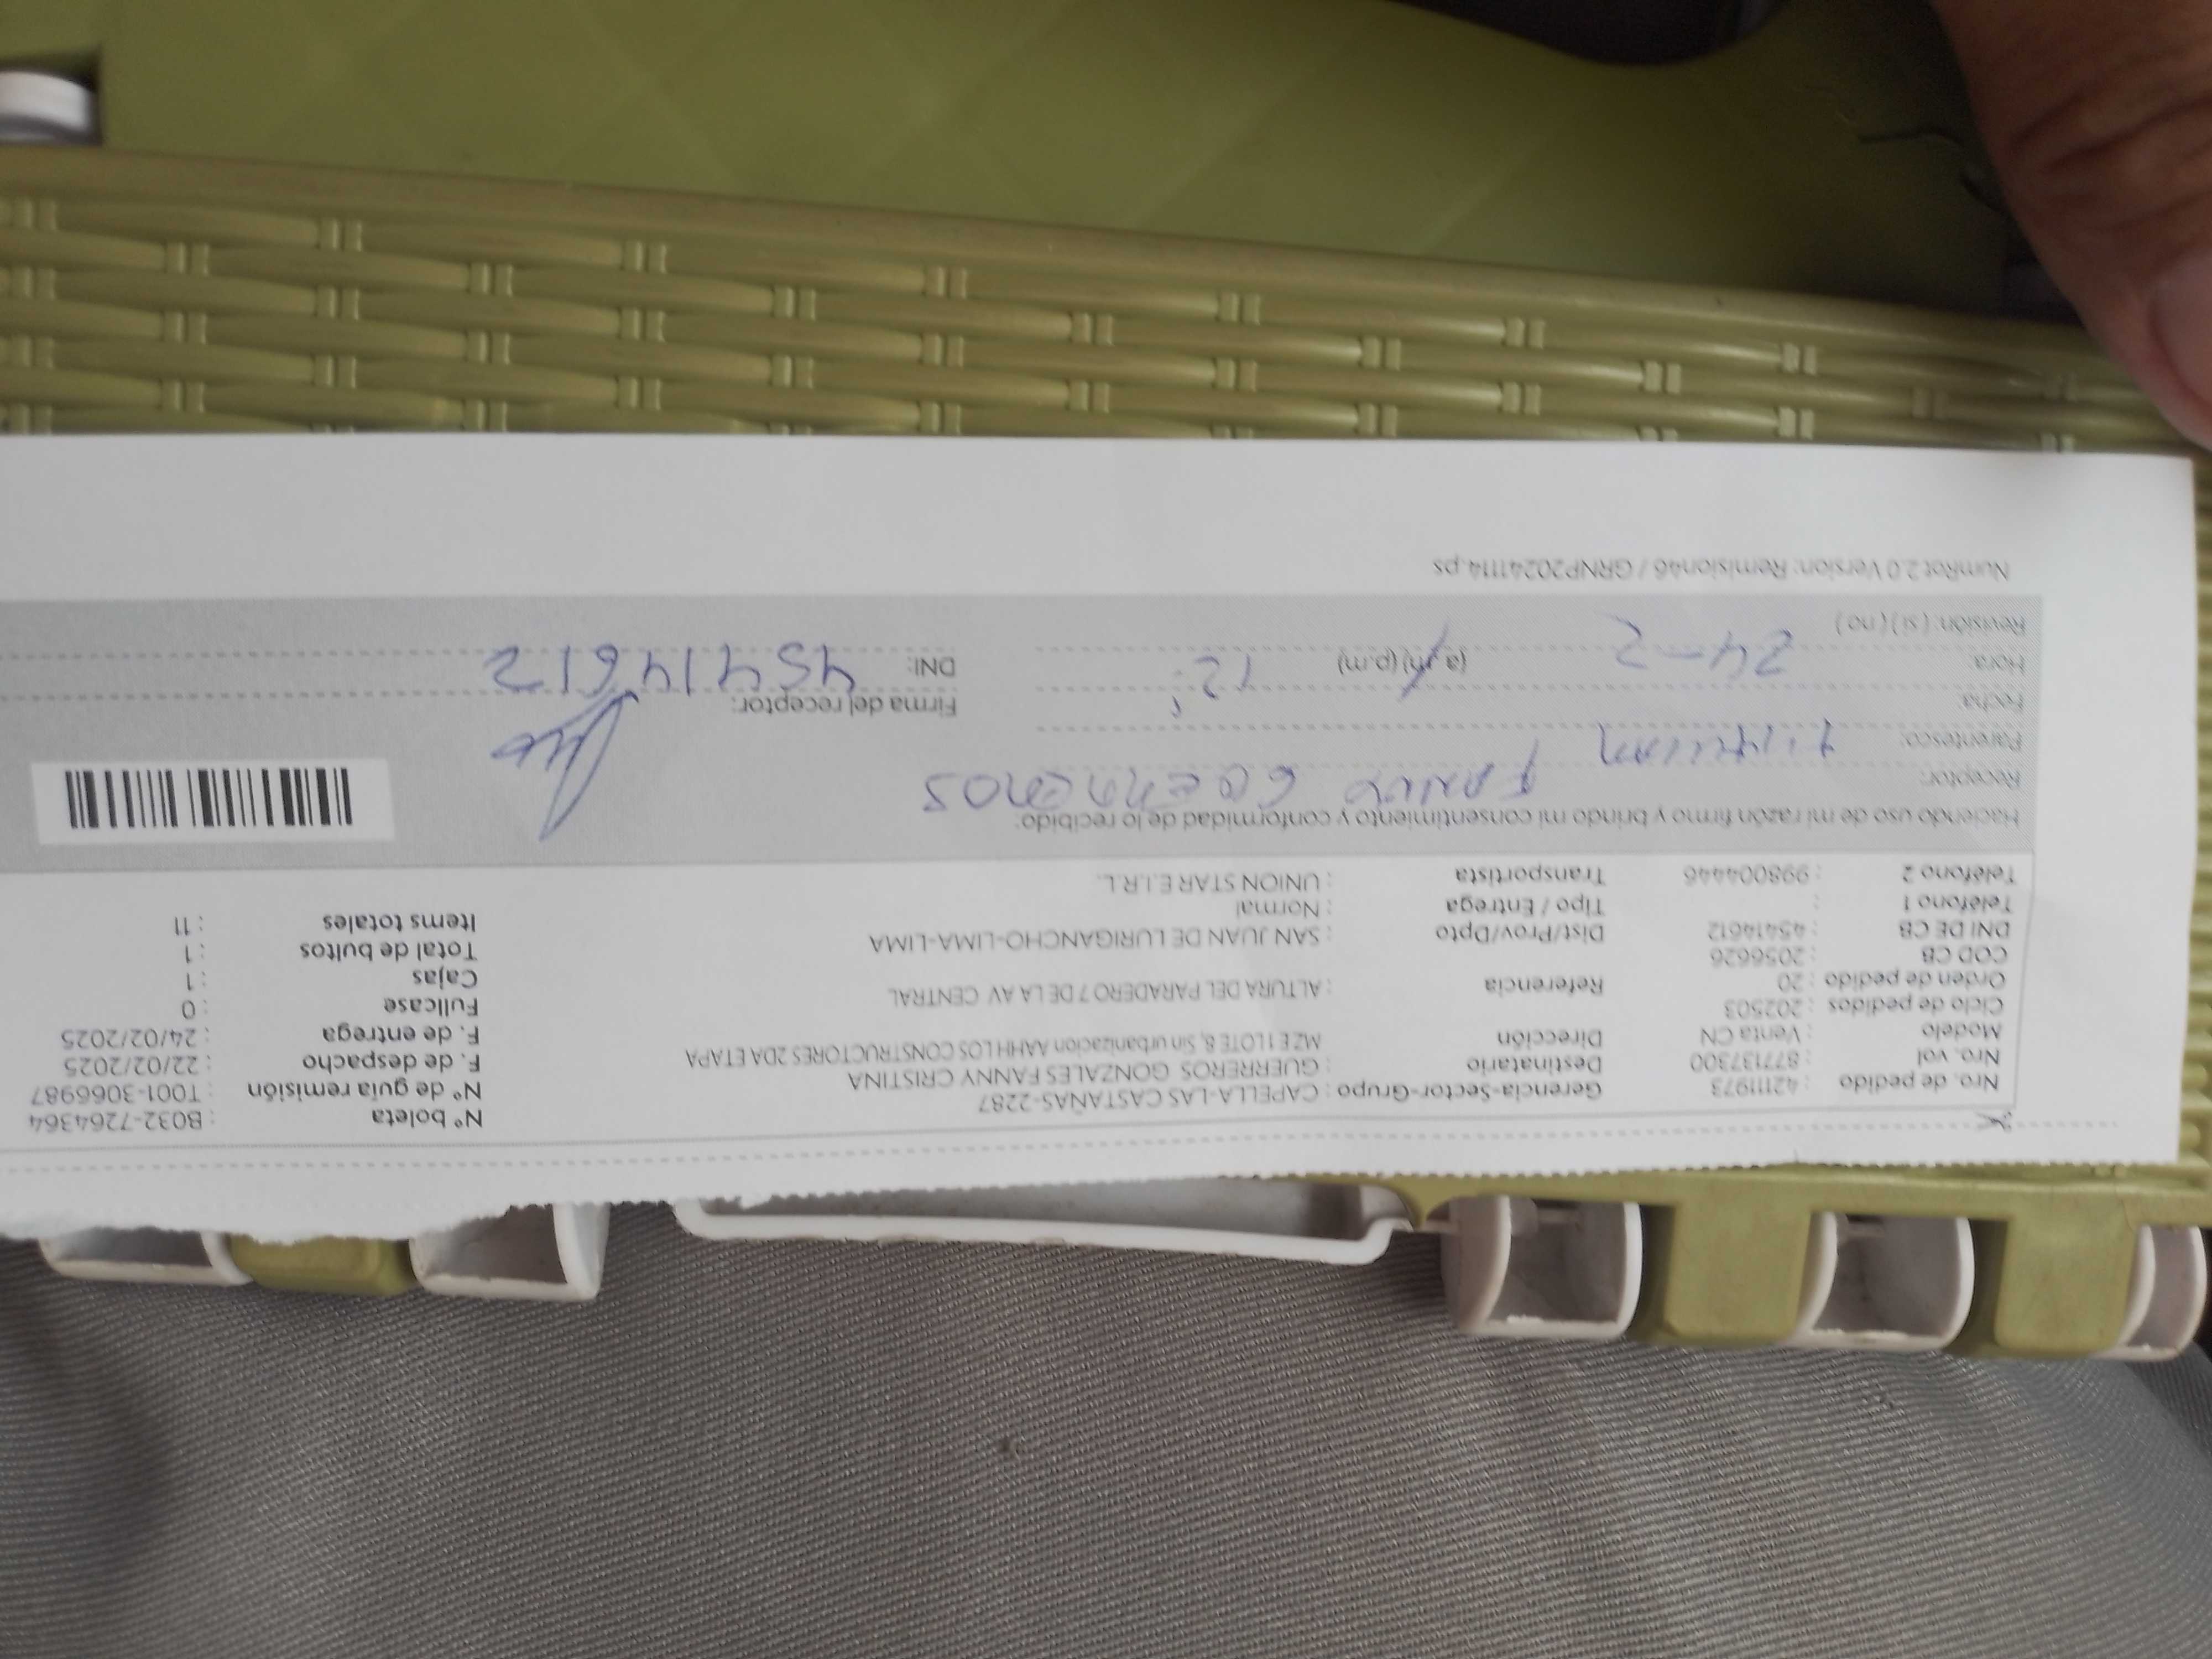 Nro. de pedido : 42111973 Gerencia-Sector-Grupo : CAPELLA-LAS CASTAÑAS-2287 N° boleta : B032-7264364
Nro. vol : 877137300 Destinatario : GUERREROS GONZALES FANNY CRISTINA N° de guía remisión : T001-3066987
Modelo : Venta CN Dirección MZ E1 LOTE 8, Sin urbanizacion AAHH LOS CONSTRUCTORES 2DA ETAPA F. de despacho : 22/02/2025
Ciclo de pedidos : 202503 F. de entrega : 24/02/2025
Orden de pedido : 20 Referencia : ALTURA DEL PARADERO 7 DE LA AV CENTRAL Fullcase : 0
COD CB : 2056626 Cajas : 1
DNI DE CB : 45414612 Dist/Prov/Dpto : SAN JUAN DE LURIGANCHO-LIMA-LIMA Total de bultos : 1
Teléfono 1 : Tipo / Entrega : Normal Items totales : 11
Teléfono 2 : 998004446 Transportista : UNION STAR E.I.R.L.
Haciendo uso de mi razón firmo y brindo mi consentimiento y conformidad de lo recibido:
Receptor: FANNY GUERREROS
Parentesco:
Fecha: Firma del receptor:
Hora: 24-2 (a.m) (p.m) 12: DNI: 45414612
Revisión: (si) (no)
NumRot 2.0 Version: Remision46 / GRNP20241114.ps